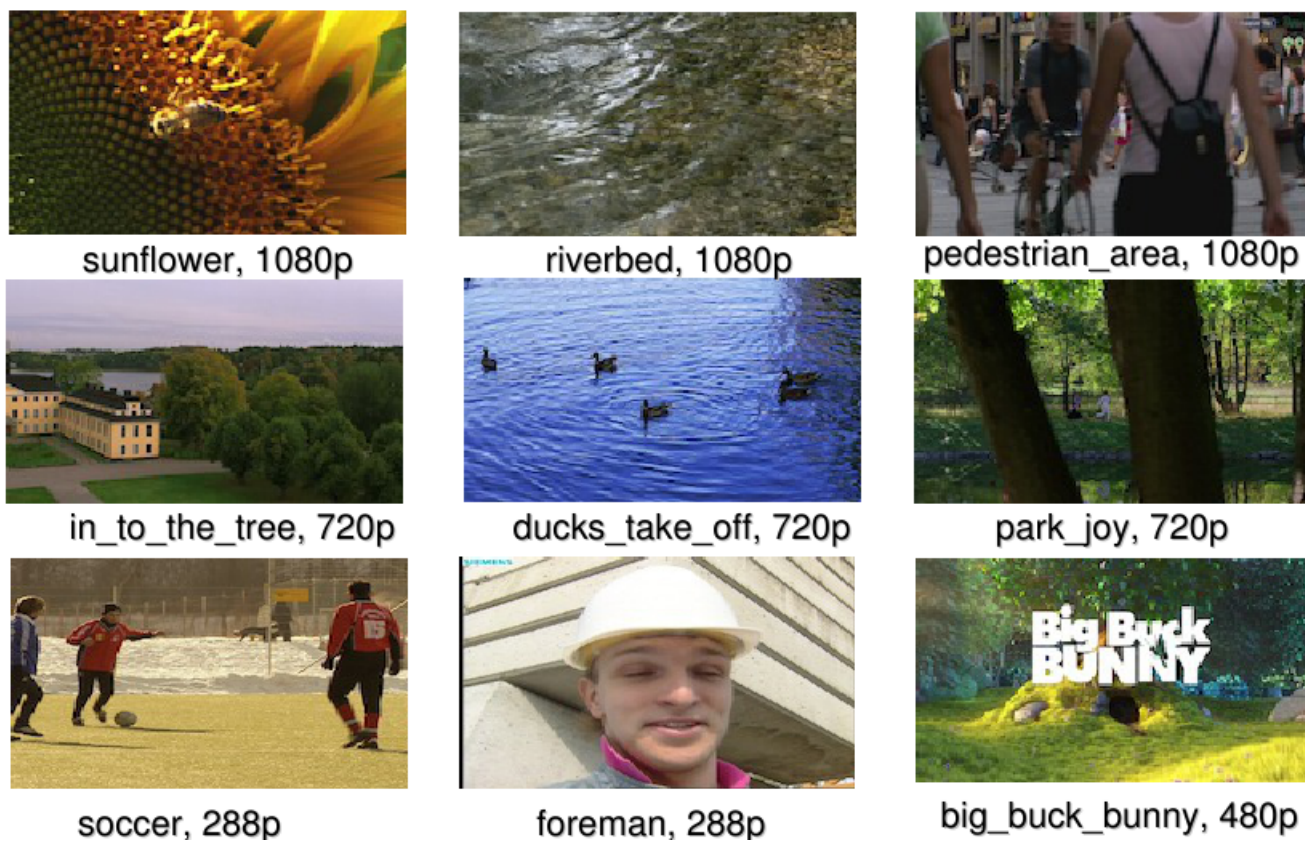 sunflower, 1080p
riverbed, 1080p
pedestrian_area, 1080p
in_to_the_tree, 720p
ducks_take_off, 720p
park_joy, 720p
15
Big Buck
BUNNY
soccer, 288p
foreman, 288p
big_buck_bunny, 480p